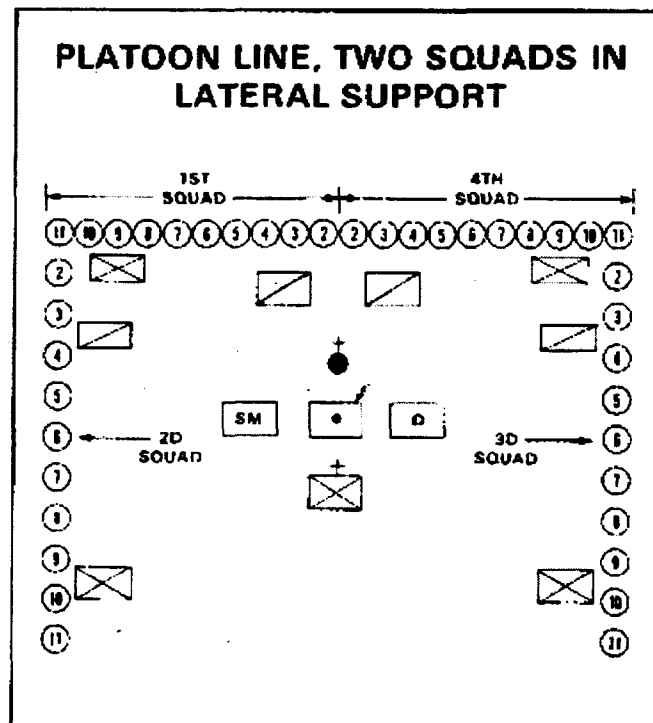 PLATOON LINE, TWO SQUADS IN
LATERAL SUPPORT
1ST
SQUAD
4TH
SQUAD
11 10 9 8 7 6 5 4 3 2 2 3 4 5 6 7 8 9 10 11
2 2
3 3
4 4
5 5
SM
6 2D
SQUAD
3D
SQUAD 6
7 7
8 8
9 9
10 10
11 11